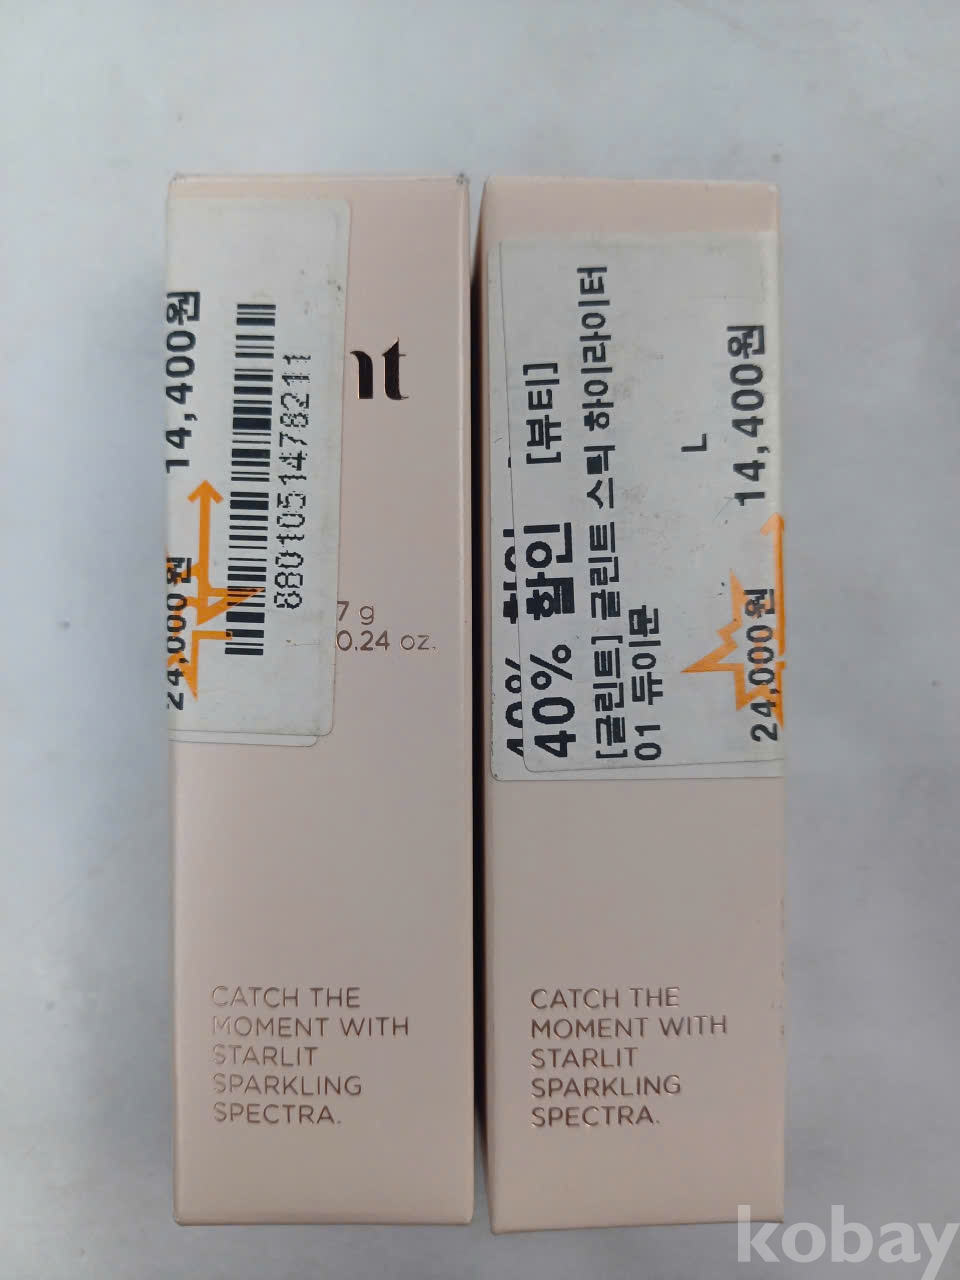 14,400원
24,000원
8801051478211
nt
7 g
0.24 oz.
CATCH THE
MOMENT WITH
STARLIT
SPARKLING
SPECTRA.
40%
40% 할인 [뷰티]
[글린트] 글린트 스틱 하이라이터
01 듀이문
L
24,000원 14,400원
CATCH THE
MOMENT WITH
STARLIT
SPARKLING
SPECTRA.
kobay